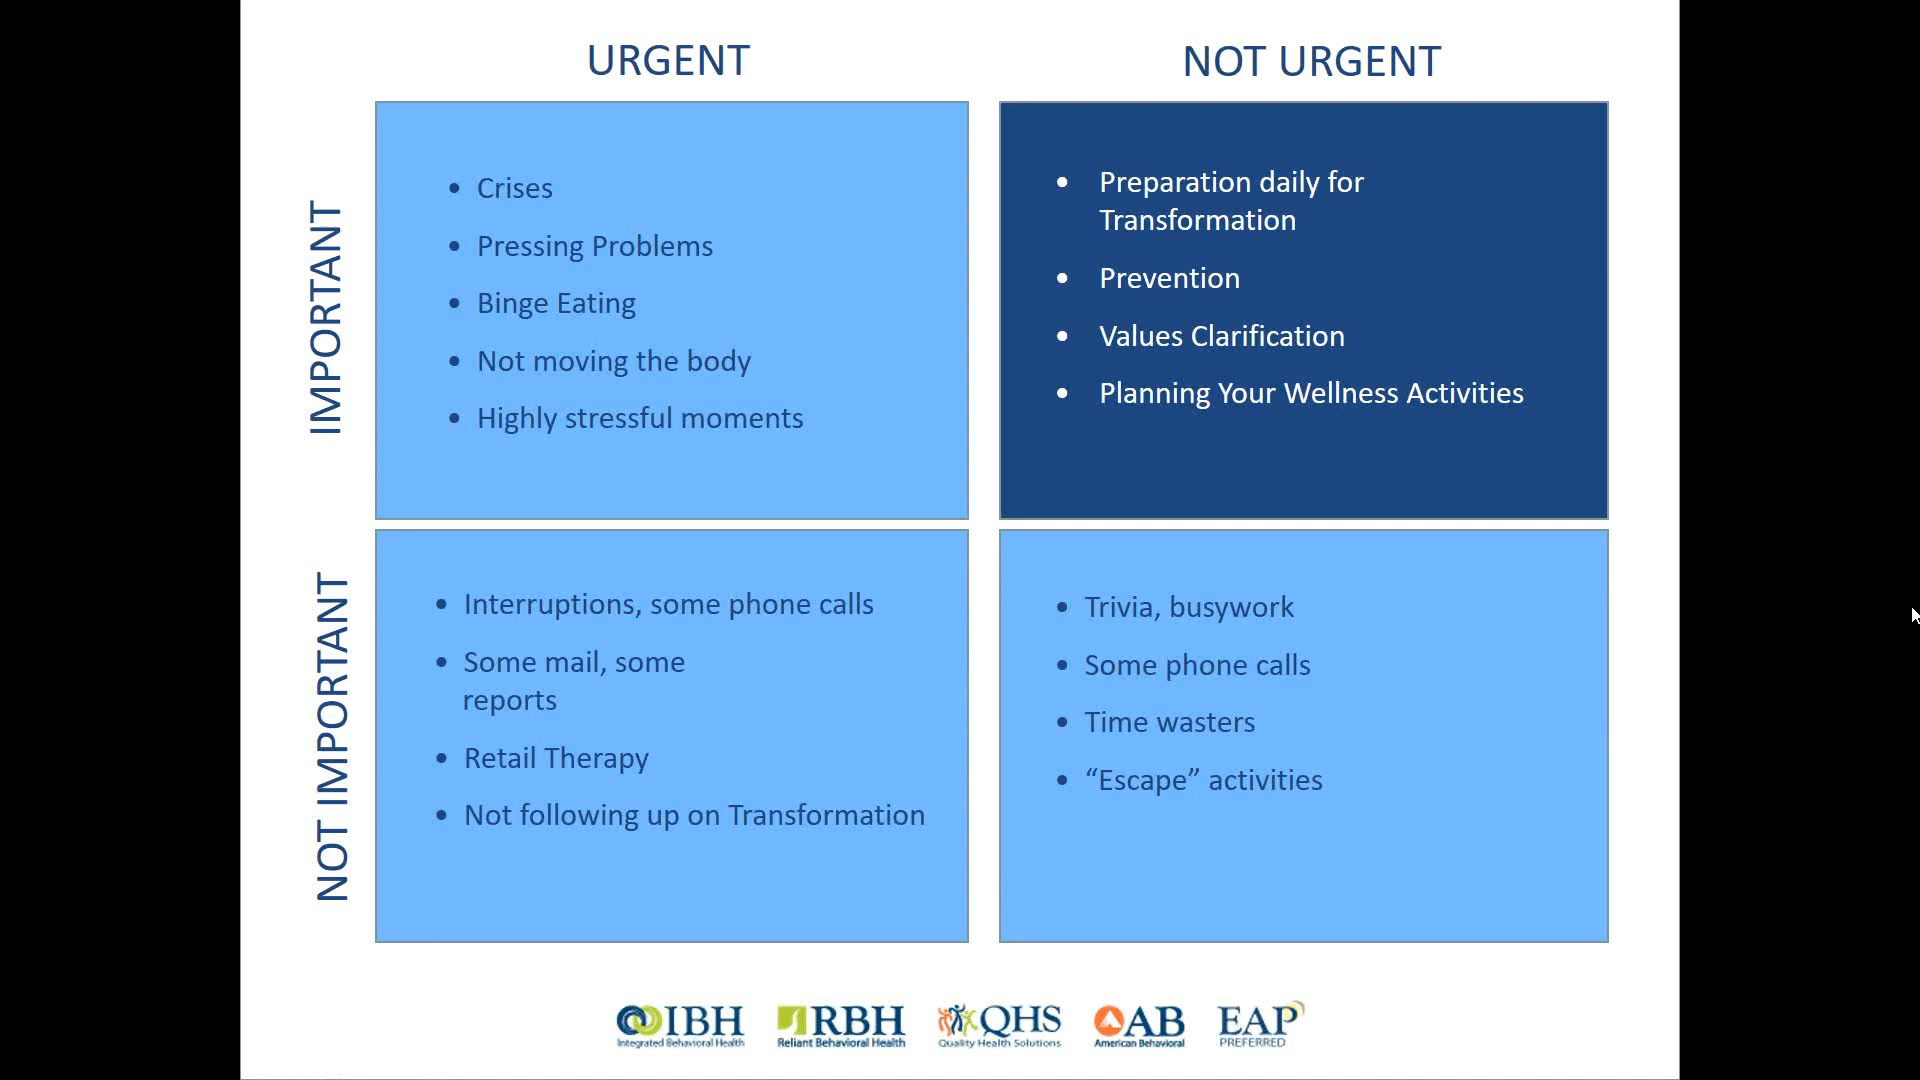 URGENT
NOT URGENT
IMPORTANT
• Crises
• Pressing Problems
• Binge Eating
• Not moving the body
• Highly stressful moments
• Preparation daily for
Transformation
• Prevention
• Values Clarification
• Planning Your Wellness Activities
NOT IMPORTANT
• Interruptions, some phone calls
• Some mail, some
reports
• Retail Therapy
• Not following up on Transformation
• Trivia, busywork
• Some phone calls
• Time wasters
• “Escape” activities
IBH
Integrated Behavioral Health
RBH
Reliant Behavioral Health
QHS
Quality Health Solutions
AB
American Behavioral
EAP
PREFERRED